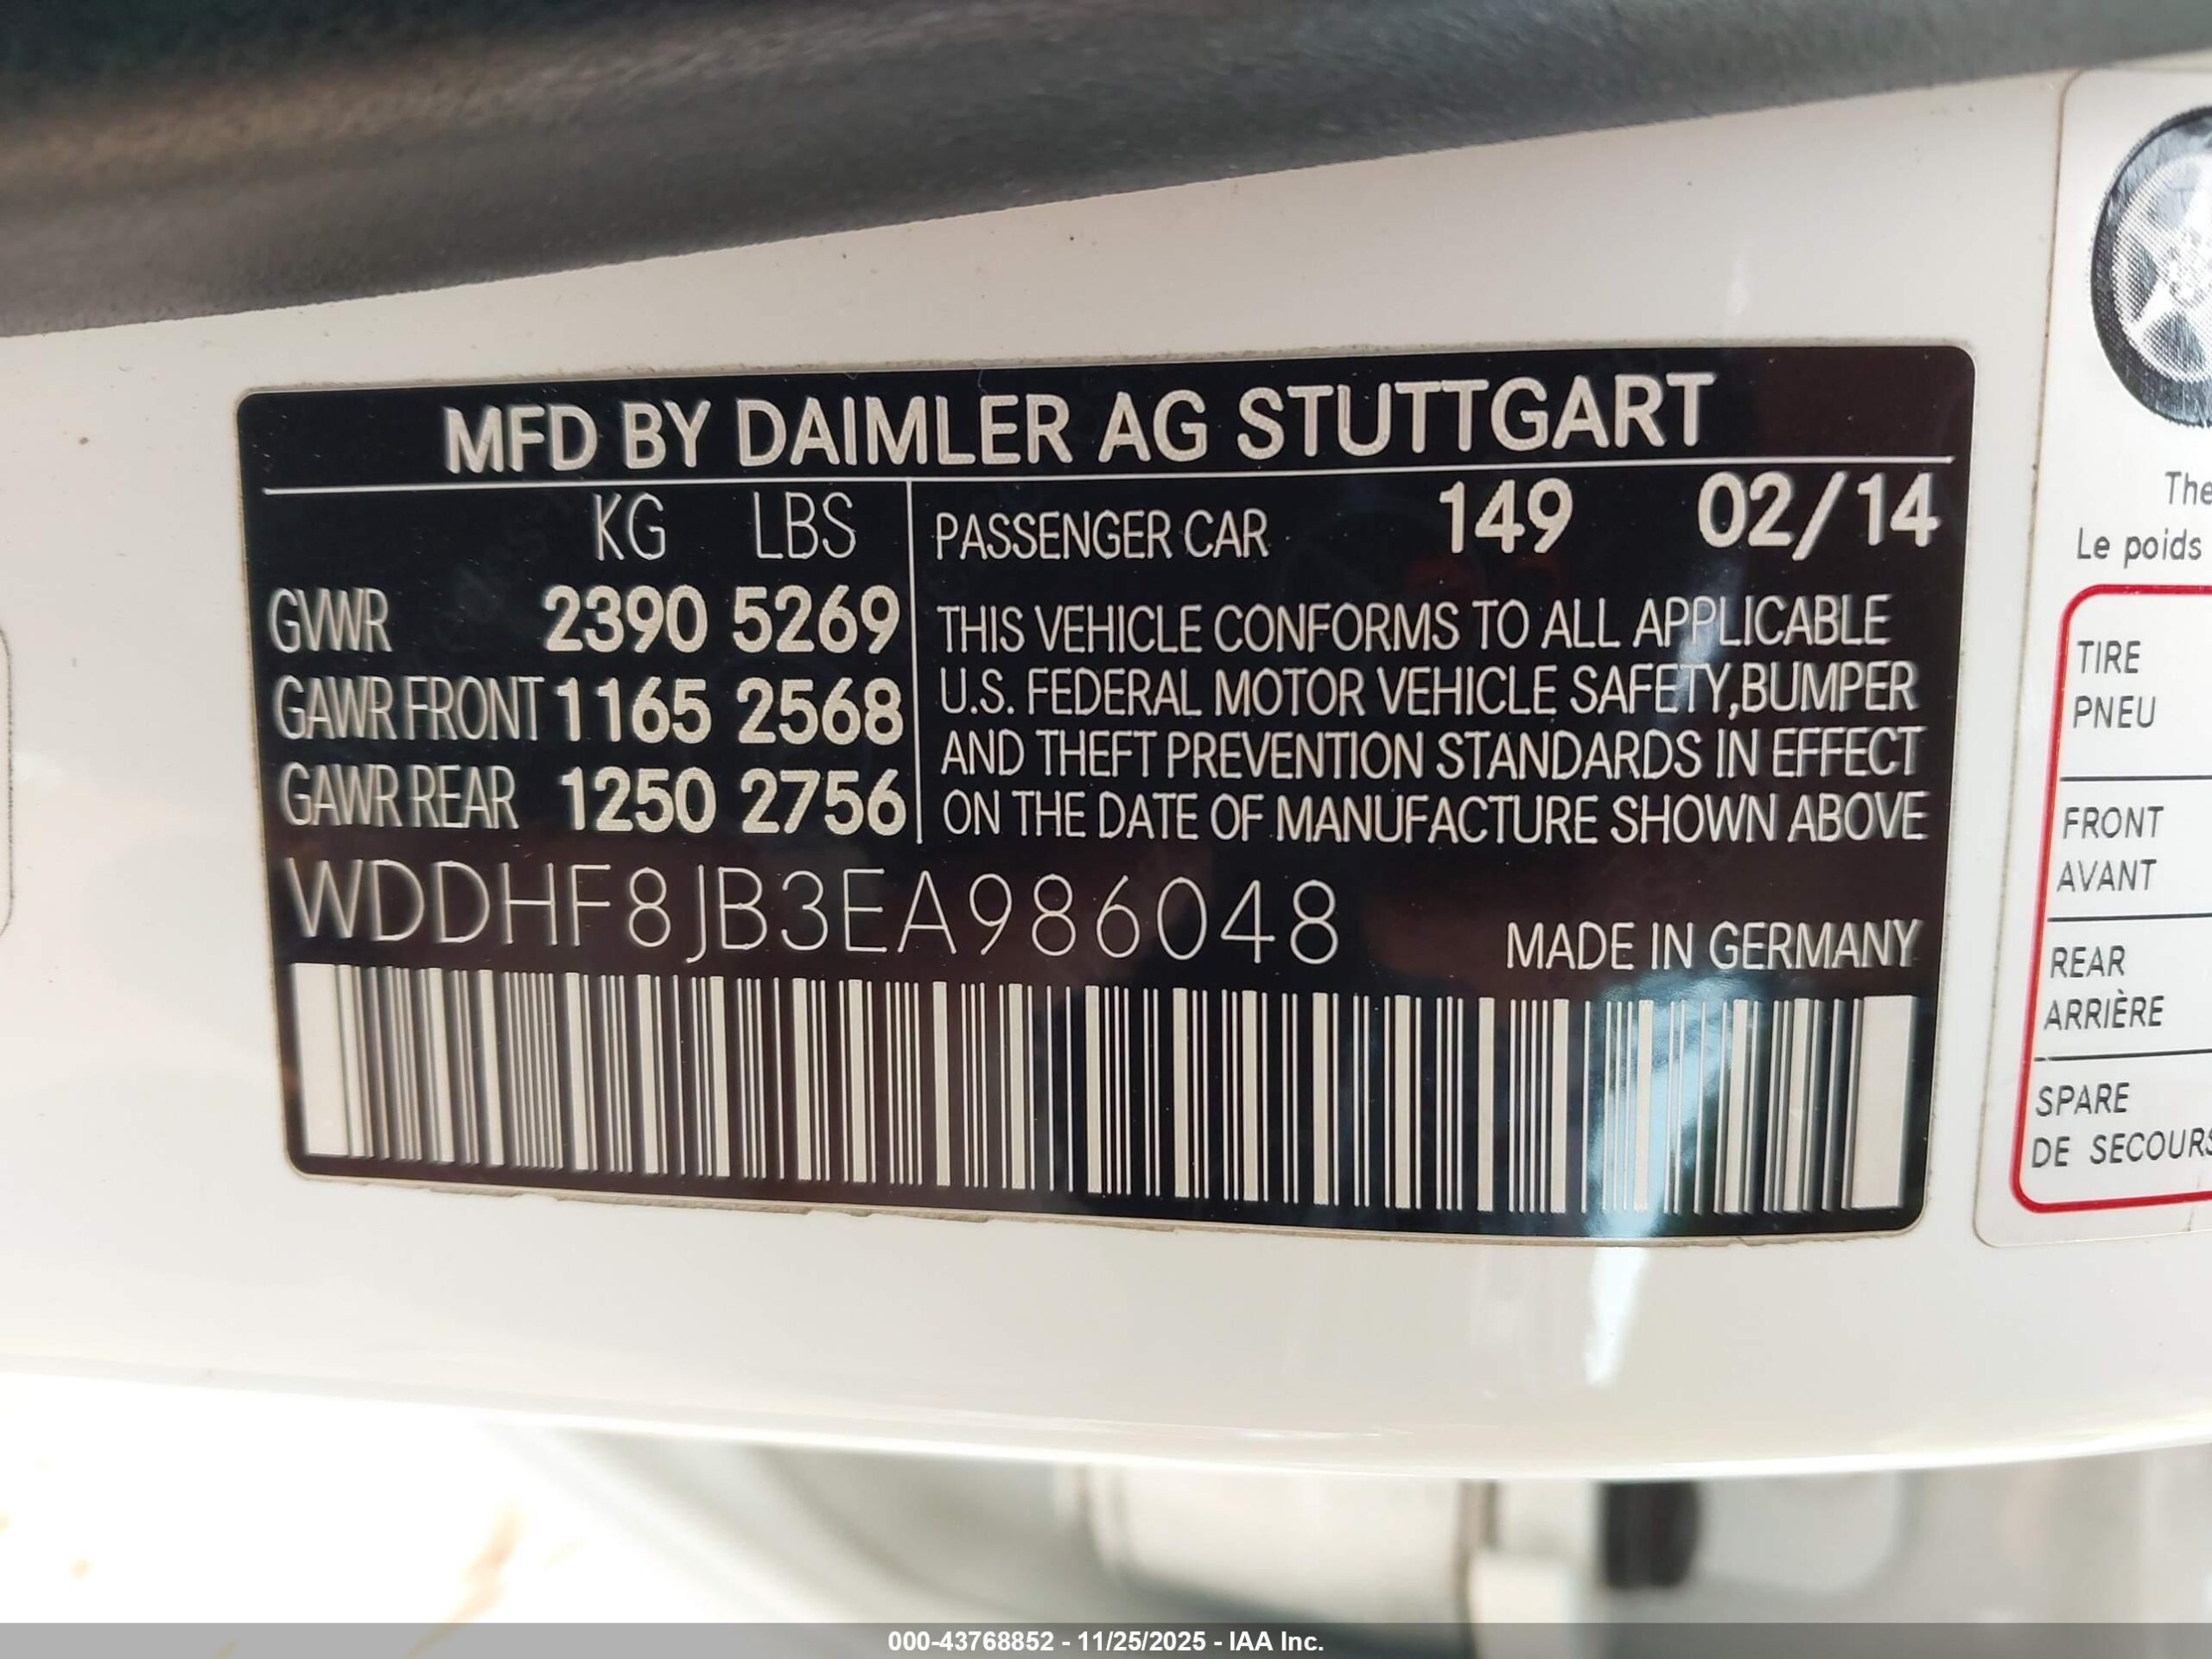 MFD BY DAIMLER AG STUTTGART
KG LBS
GVWR 2390 5269
GAWR FRONT 1165 2568
GAWR REAR 1250 2756
PASSENGER CAR 149 02/14
THIS VEHICLE CONFORMS TO ALL APPLICABLE
U.S. FEDERAL MOTOR VEHICLE SAFETY,BUMPER
AND THEFT PREVENTION STANDARDS IN EFFECT
ON THE DATE OF MANUFACTURE SHOWN ABOVE
WDDHF8JB3EA986048
MADE IN GERMANY
The
Le poids
TIRE
PNEU
FRONT
AVANT
REAR
ARRIÈRE
SPARE
DE SECOURS
000-43768852 - 11/25/2025 - IAA Inc.